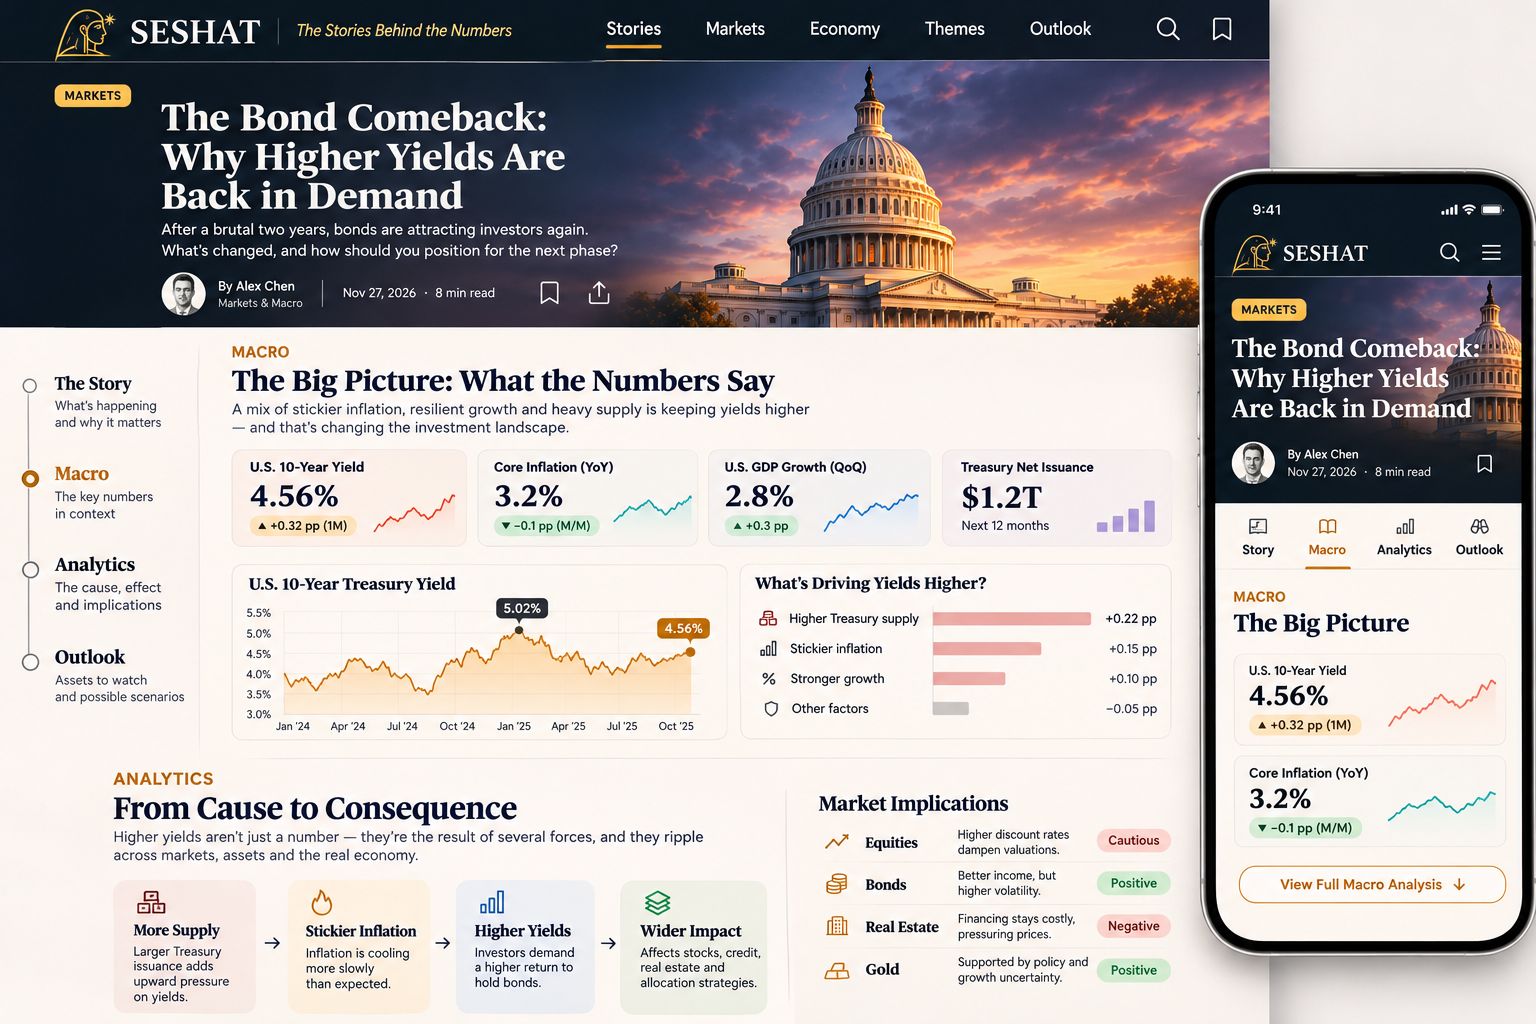 SESHAT
The Stories Behind the Numbers
Stories
Markets
Economy
Themes
Outlook
MARKETS
The Bond Comeback:
Why Higher Yields Are
Back in Demand
After a brutal two years, bonds are attracting investors again.
What's changed, and how should you position for the next phase?
By Alex Chen
Markets & Macro
Nov 27, 2026 · 8 min read
The Story
What's happening
and why it matters
Macro
The key numbers
in context
Analytics
The cause, effect
and implications
Outlook
Assets to watch
and possible scenarios
MACRO
The Big Picture: What the Numbers Say
A mix of stickier inflation, resilient growth and heavy supply is keeping yields higher
— and that's changing the investment landscape.
U.S. 10-Year Yield
4.56%
▲ +0.32 pp (1M)
Core Inflation (YoY)
3.2%
▼ −0.1 pp (M/M)
U.S. GDP Growth (QoQ)
2.8%
▲ +0.3 pp
Treasury Net Issuance
$1.2T
Next 12 months
U.S. 10-Year Treasury Yield
5.5%
5.0%
4.5%
4.0%
3.5%
3.0%
5.02%
4.56%
Jan '24
Apr '24
Jul '24
Oct '24
Jan '25
Apr '25
Jul '25
Oct '25
What's Driving Yields Higher?
Higher Treasury supply +0.22 pp
Stickier inflation +0.15 pp
Stronger growth +0.10 pp
Other factors −0.05 pp
ANALYTICS
From Cause to Consequence
Higher yields aren't just a number — they're the result of several forces, and they ripple
across markets, assets and the real economy.
More Supply
Larger Treasury
issuance adds
upward pressure
on yields.
Stickier Inflation
Inflation is cooling
more slowly
than expected.
Higher Yields
Investors demand
a higher return to
hold bonds.
Wider Impact
Affects stocks, credit,
real estate and
allocation strategies.
Market Implications
Equities
Higher discount rates
dampen valuations.
Cautious
Bonds
Better income, but
higher volatility.
Positive
Real Estate
Financing stays costly,
pressuring prices.
Negative
Gold
Supported by policy and
growth uncertainty.
Positive
9:41
SESHAT
MARKETS
The Bond Comeback:
Why Higher Yields
Are Back in Demand
By Alex Chen
Nov 27, 2026 · 8 min read
Story
Macro
Analytics
Outlook
MACRO
The Big Picture
U.S. 10-Year Yield
4.56%
▲ +0.32 pp (1M)
Core Inflation (YoY)
3.2%
▼ −0.1 pp (M/M)
View Full Macro Analysis ↓